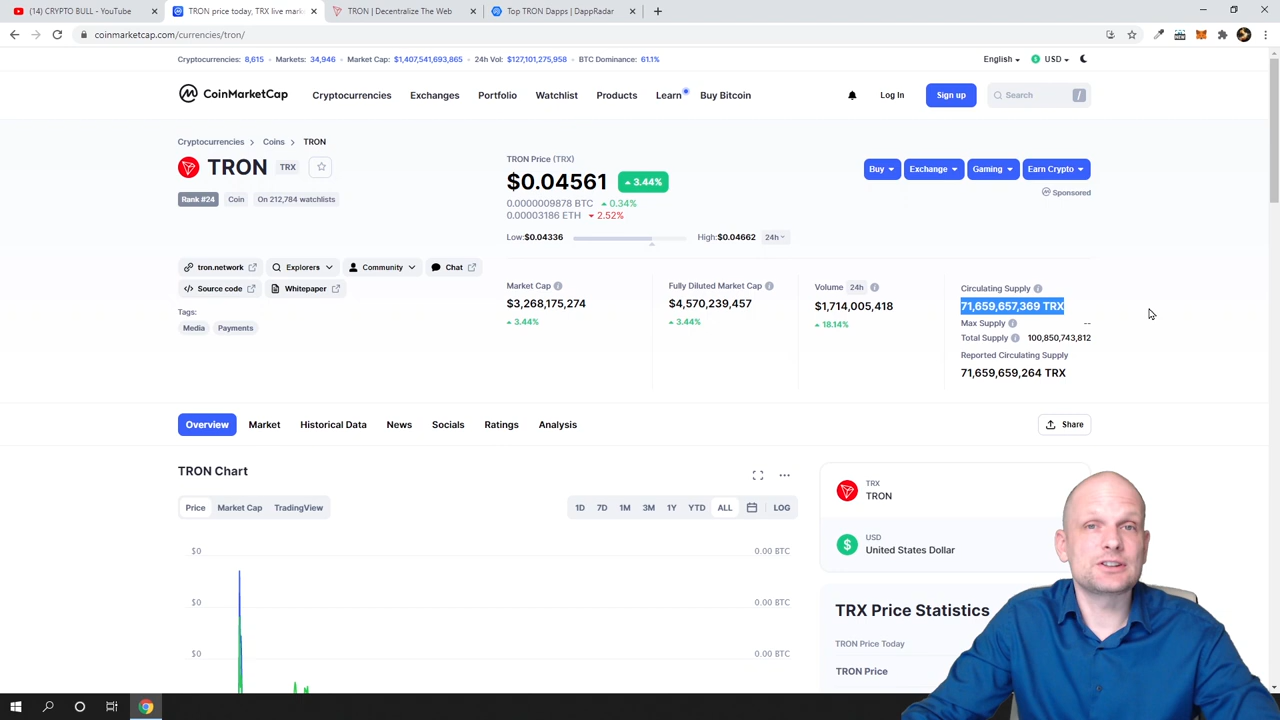 (14) CRYPTO BULL - YouTube
TRON price today, TRX live mark
TRON | Decentralize The Web
Top TRON Dapps | DappRadar
coinmarketcap.com/currencies/tron/
Cryptocurrencies: 8,615 Markets: 34,946 Market Cap: $1,407,541,693,865 24h Vol: $127,101,275,958 BTC Dominance: 61.1%
English
USD
CoinMarketCap
Cryptocurrencies
Exchanges
Portfolio
Watchlist
Products
Learn
Buy Bitcoin
Log In
Sign up
Search
/
Cryptocurrencies > Coins > TRON
TRON TRX
Rank #24
Coin
On 212,784 watchlists
TRON Price (TRX)
$0.04561 3.44%
0.0000009878 BTC 0.34%
0.00003186 ETH 2.52%
Low:$0.04336 High:$0.04662 24h
Buy
Exchange
Gaming
Earn Crypto
Sponsored
tron.network
Explorers
Community
Chat
Source code
Whitepaper
Tags:
Media
Payments
Market Cap
$3,268,175,274
3.44%
Fully Diluted Market Cap
$4,570,239,457
3.44%
Volume 24h
$1,714,005,418
18.14%
Circulating Supply
71,659,657,369 TRX
Max Supply --
Total Supply 100,850,743,812
Reported Circulating Supply
71,659,659,264 TRX
Overview
Market
Historical Data
News
Socials
Ratings
Analysis
Share
TRON Chart
Price
Market Cap
TradingView
1D
7D
1M
3M
1Y
YTD
ALL
LOG
$0 0.00 BTC
$0 0.00 BTC
$0 0.00 BTC
TRX
TRON
USD
United States Dollar
TRX Price Statistics
TRON Price Today
TRON Price